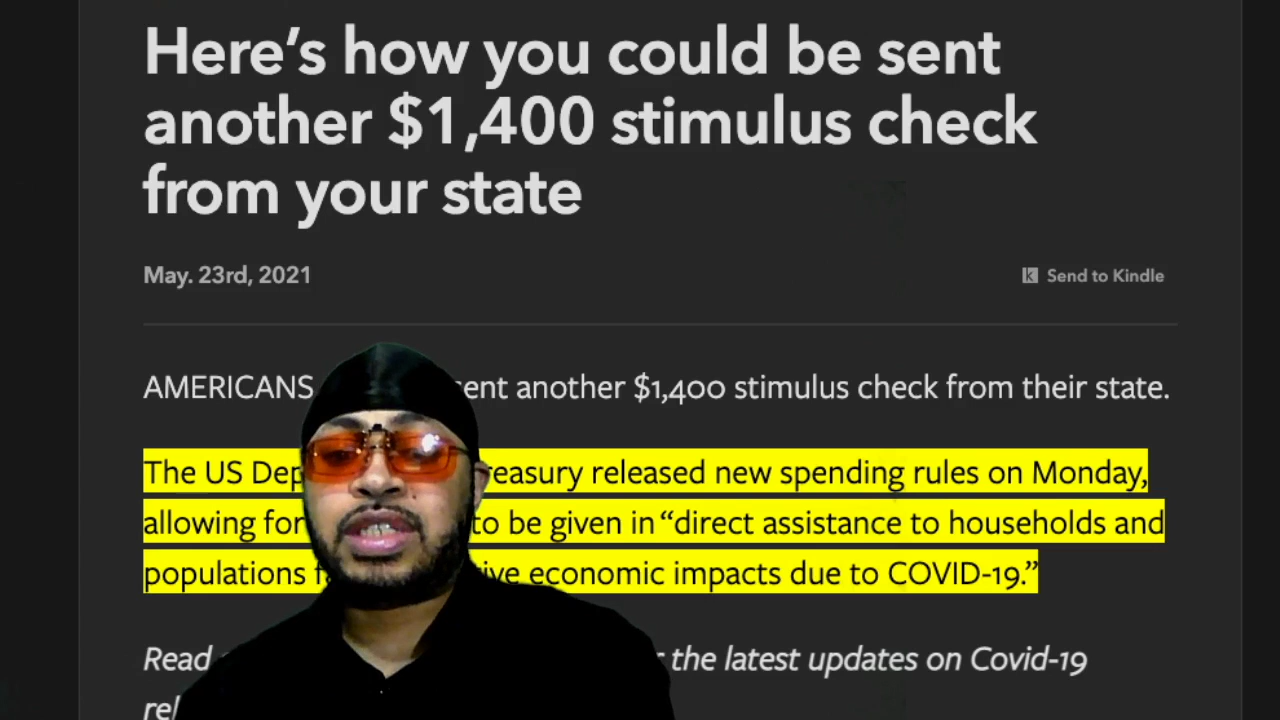 Here’s how you could be sent
another $1,400 stimulus check
from your state
May. 23rd, 2021
Send to Kindle
AMERICANS sent another $1,400 stimulus check from their state.
The US reasury released new spending rules on Monday,
allowing for to be given in “direct assistance to households and
populations economic impacts due to COVID-19.”
Read the latest updates on Covid-19